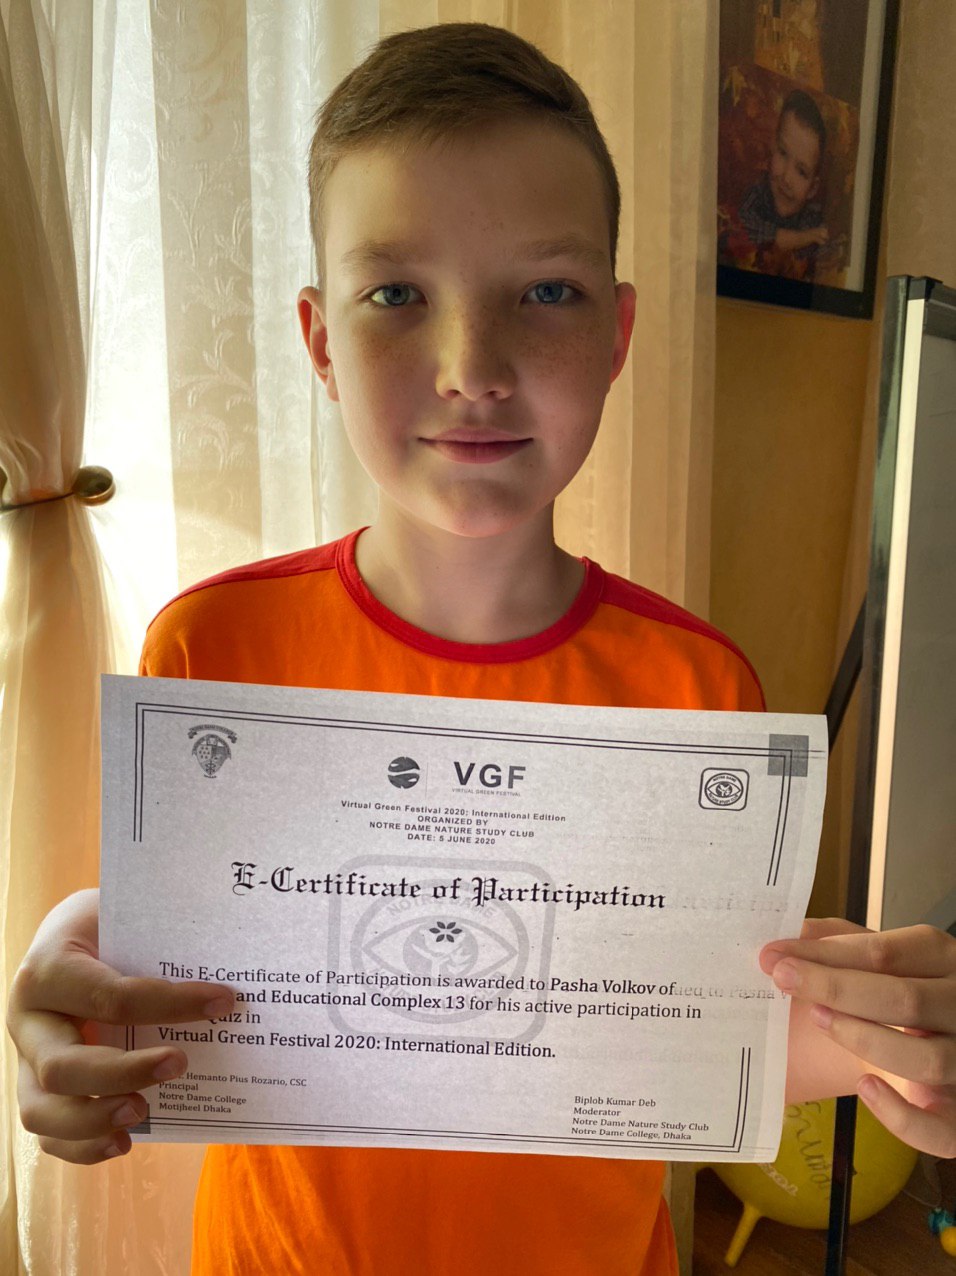 VGF
VIRTUAL GREEN FESTIVAL
Virtual Green Festival 2020: International Edition
ORGANIZED BY
NOTRE DAME NATURE STUDY CLUB
DATE: 5 JUNE 2020
E-Certificate of Participation
This E-Certificate of Participation is awarded to Pasha Volkov of
and Educational Complex 13 for his active participation in
Quiz in
Virtual Green Festival 2020: International Edition.
Hemanto Pius Rozario, CSC
Principal
Notre Dame College
Motijheel Dhaka
Biplob Kumar Deb
Moderator
Notre Dame Nature Study Club
Notre Dame College, Dhaka